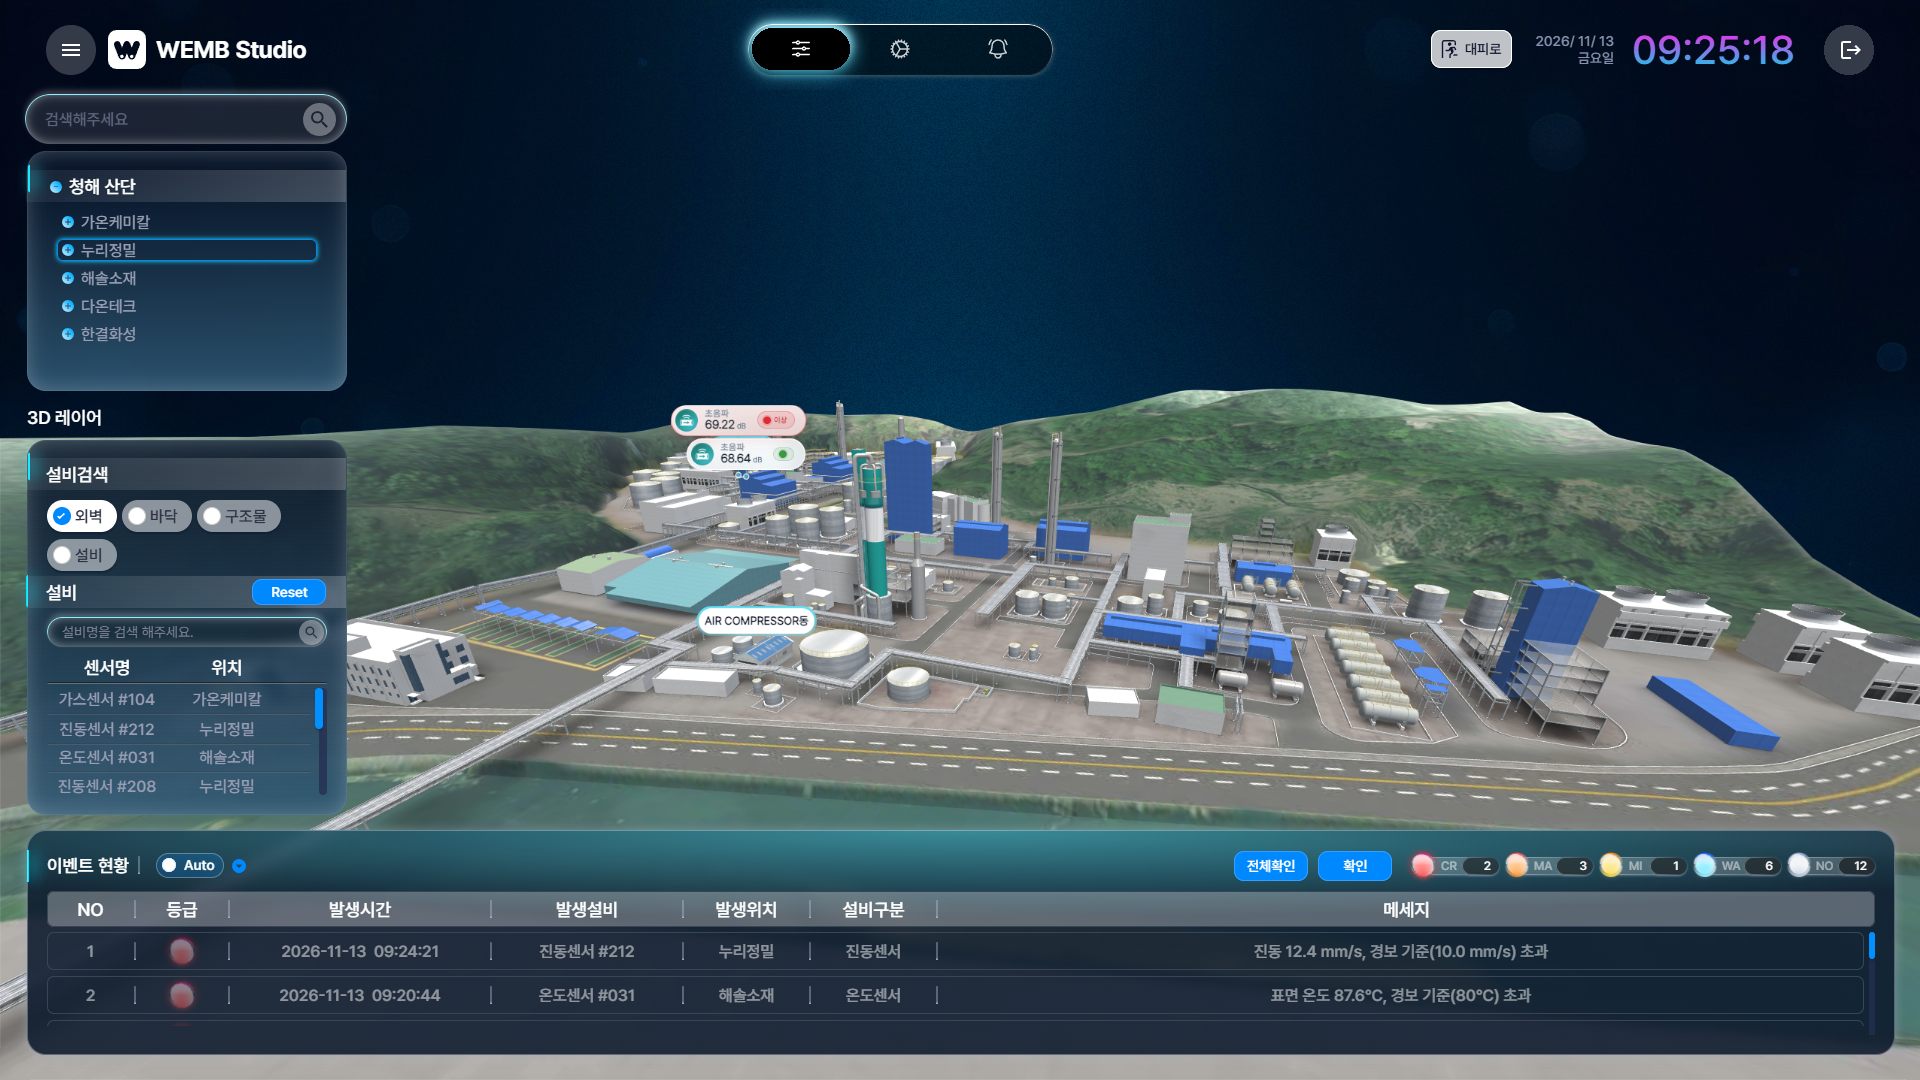 WEMB Studio
대피로
2026/ 11/ 13
금요일
09:25:18
검색해주세요
청해 산단
가온케미칼
누리정밀
해솔소재
다온테크
한결화성
3D 레이어
설비검색
외벽 바닥 구조물
설비
설비 Reset
설비명을 검색 해주세요.
센서명 위치
가스센서 #104 가온케미칼
진동센서 #212 누리정밀
온도센서 #031 해솔소재
진동센서 #208 누리정밀
초음파
69.22 dB 이상
초음파
68.64 dB
AIR COMPRESSOR동
이벤트 현황 Auto
전체확인 확인 CR 2 MA 3 MI 1 WA 6 NO 12
NO 등급 발생시간 발생설비 발생위치 설비구분 메세지
1 2026-11-13 09:24:21 진동센서 #212 누리정밀 진동센서 진동 12.4 mm/s, 경보 기준(10.0 mm/s) 초과
2 2026-11-13 09:20:44 온도센서 #031 해솔소재 온도센서 표면 온도 87.6℃, 경보 기준(80℃) 초과